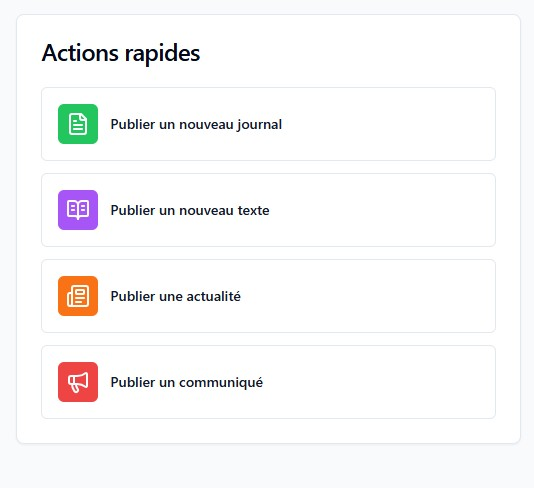 Actions rapides
Publier un nouveau journal
Publier un nouveau texte
Publier une actualité
Publier un communiqué